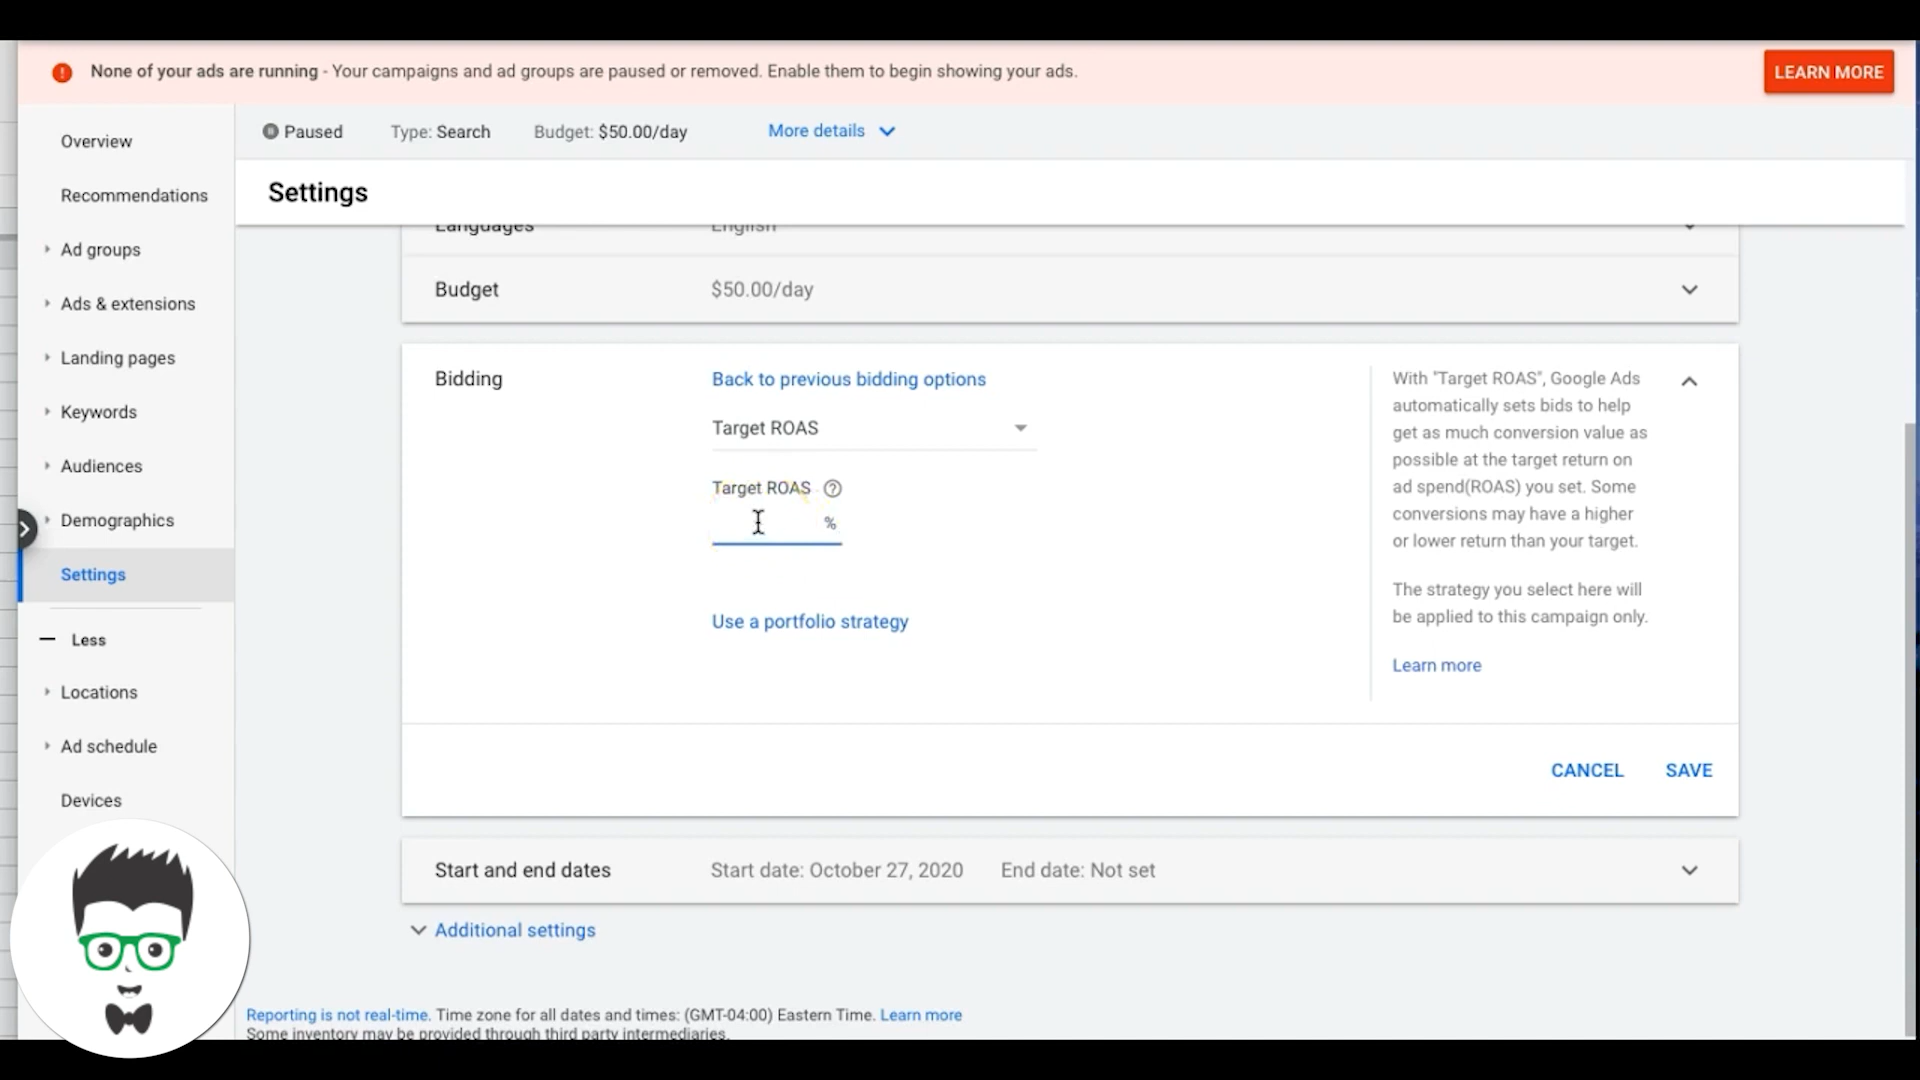 None of your ads are running - Your campaigns and ad groups are paused or removed. Enable them to begin showing your ads.
LEARN MORE
Overview
Recommendations
Ad groups
Ads & extensions
Landing pages
Keywords
Audiences
Demographics
Settings
Less
Locations
Ad schedule
Devices
Paused
Type: Search
Budget: $50.00/day
More details
Settings
Languages English
Budget $50.00/day
Bidding
Back to previous bidding options
Target ROAS
Target ROAS
%
Use a portfolio strategy
With "Target ROAS", Google Ads
automatically sets bids to help
get as much conversion value as
possible at the target return on
ad spend(ROAS) you set. Some
conversions may have a higher
or lower return than your target.
The strategy you select here will
be applied to this campaign only.
Learn more
CANCEL SAVE
Start and end dates Start date: October 27, 2020 End date: Not set
Additional settings
Reporting is not real-time. Time zone for all dates and times: (GMT-04:00) Eastern Time. Learn more
Some inventory may be provided through third party intermediaries.